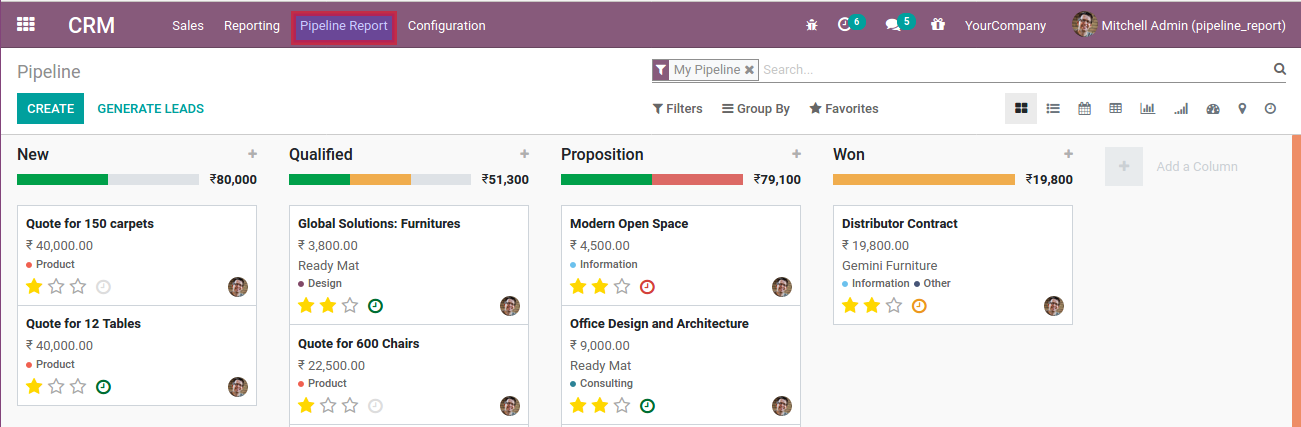 CRM Sales Reporting Pipeline Report Configuration 6 5 YourCompany Mitchell Admin (pipeline_report)
Pipeline My Pipeline Search...
CREATE GENERATE LEADS Filters Group By Favorites
New
₹80,000
Quote for 150 carpets
₹ 40,000.00
Product
Quote for 12 Tables
₹ 40,000.00
Product
Qualified
₹51,300
Global Solutions: Furnitures
₹ 3,800.00
Ready Mat
Design
Quote for 600 Chairs
₹ 22,500.00
Product
Proposition
₹79,100
Modern Open Space
₹ 4,500.00
Information
Office Design and Architecture
₹ 9,000.00
Ready Mat
Consulting
Won
₹19,800
Distributor Contract
₹ 19,800.00
Gemini Furniture
Information Other
Add a Column